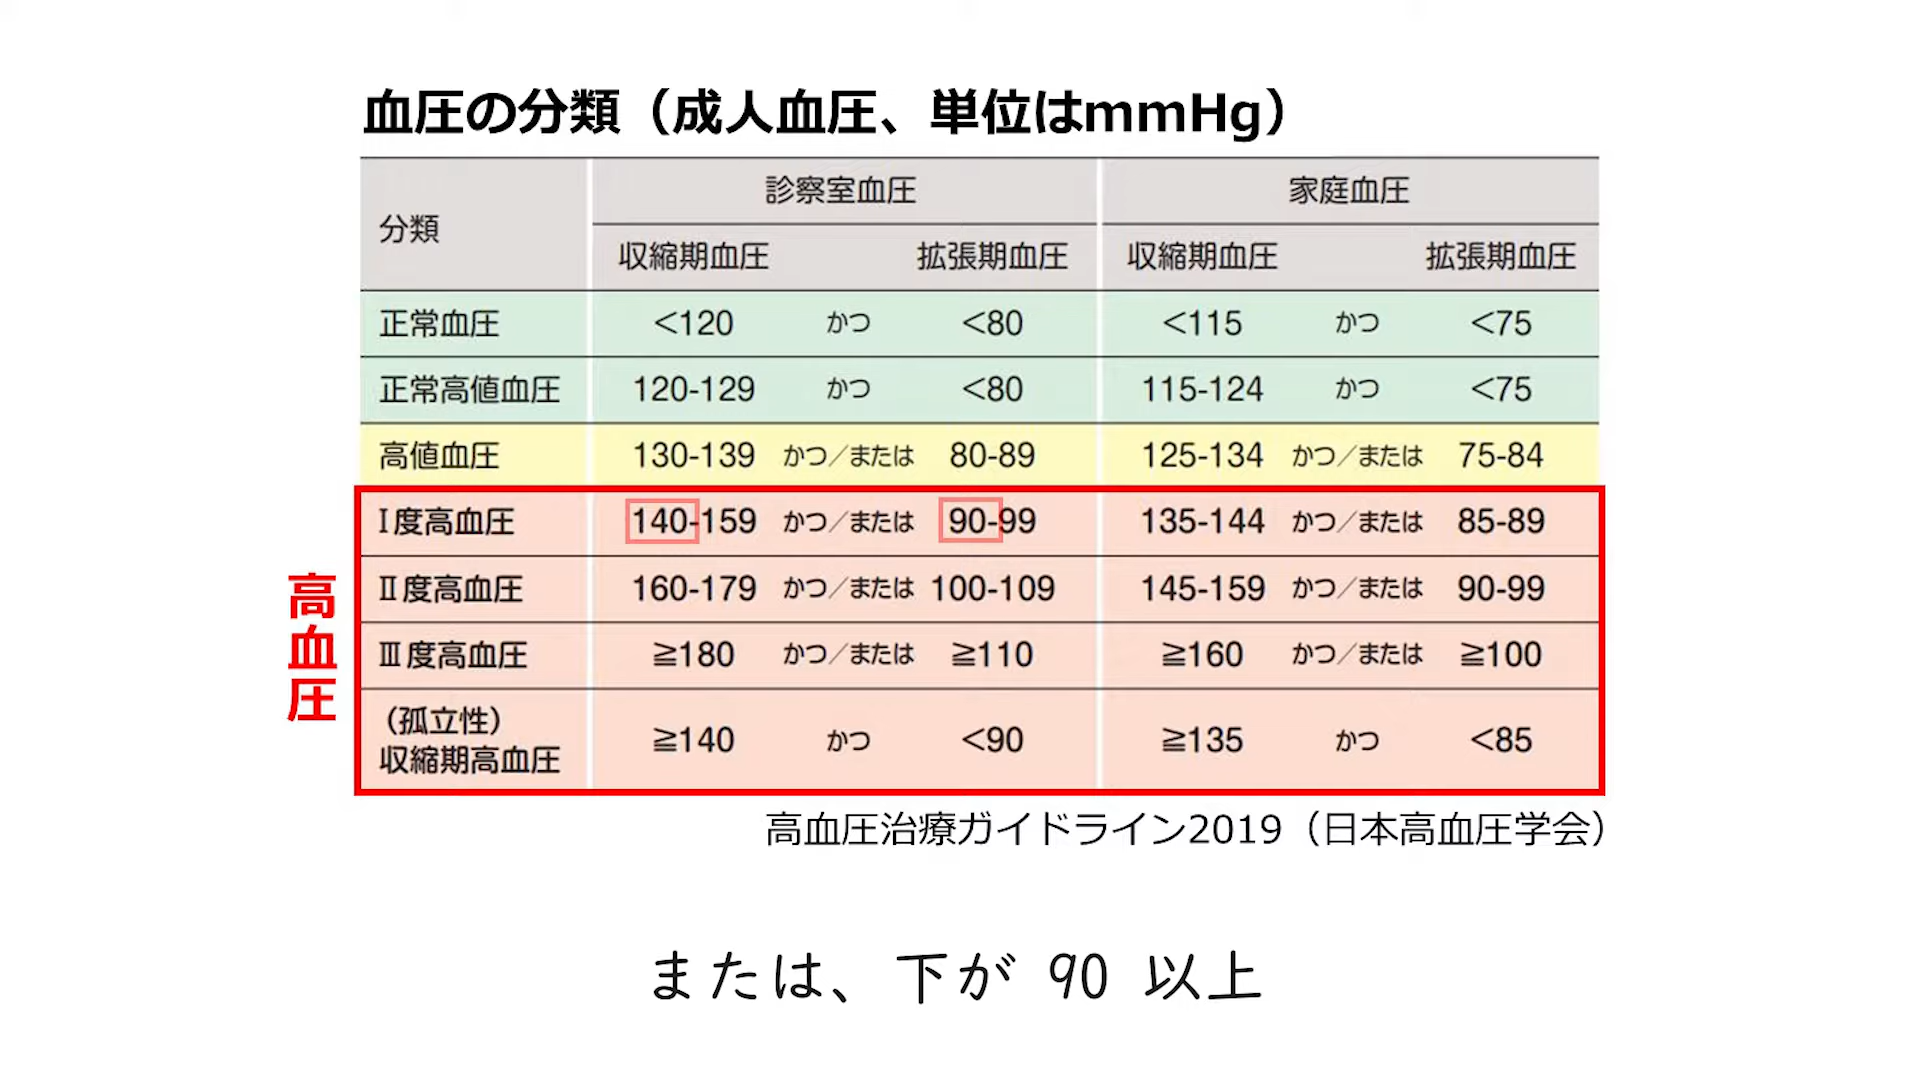 血圧の分類（成人血圧、単位はmmHg）
分類 診察室血圧 家庭血圧
収縮期血圧 拡張期血圧 収縮期血圧 拡張期血圧
正常血圧 <120 かつ <80 <115 かつ <75
正常高値血圧 120-129 かつ <80 115-124 かつ <75
高値血圧 130-139 かつ／または 80-89 125-134 かつ／または 75-84
高血圧
Ⅰ度高血圧 140-159 かつ／または 90-99 135-144 かつ／または 85-89
Ⅱ度高血圧 160-179 かつ／または 100-109 145-159 かつ／または 90-99
Ⅲ度高血圧 ≧180 かつ／または ≧110 ≧160 かつ／または ≧100
（孤立性）
収縮期高血圧 ≧140 かつ <90 ≧135 かつ <85
高血圧治療ガイドライン2019（日本高血圧学会）
または、下が 90 以上